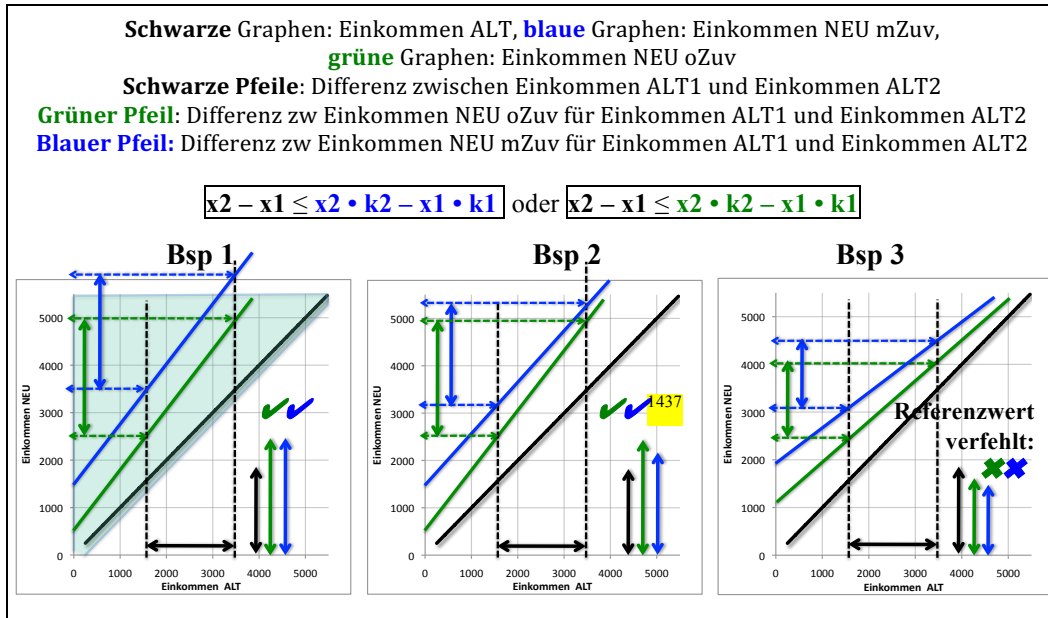 Schwarze Graphen: Einkommen ALT, blaue Graphen: Einkommen NEU mZuv,
grüne Graphen: Einkommen NEU oZuv
Schwarze Pfeile: Differenz zwischen Einkommen ALT1 und Einkommen ALT2
Grüner Pfeil: Differenz zw Einkommen NEU oZuv für Einkommen ALT1 und Einkommen ALT2
Blauer Pfeil: Differenz zw Einkommen NEU mZuv für Einkommen ALT1 und Einkommen ALT2
x2 – x1 ≤ x2 • k2 – x1 • k1 oder x2 – x1 ≤ x2 • k2 – x1 • k1
Bsp 1
5000
4000
3000
2000
1000
0
Einkommen NEU
0 1000 2000 3000 4000 5000
Einkommen ALT
Bsp 2
5000
4000
3000
2000
1000
0
Einkommen NEU
1437
0 1000 2000 3000 4000 5000
Einkommen ALT
Bsp 3
5000
4000
3000
2000
1000
0
Einkommen NEU
Referenzwert
verfehlt:
0 1000 2000 3000 4000 5000
Einkommen ALT